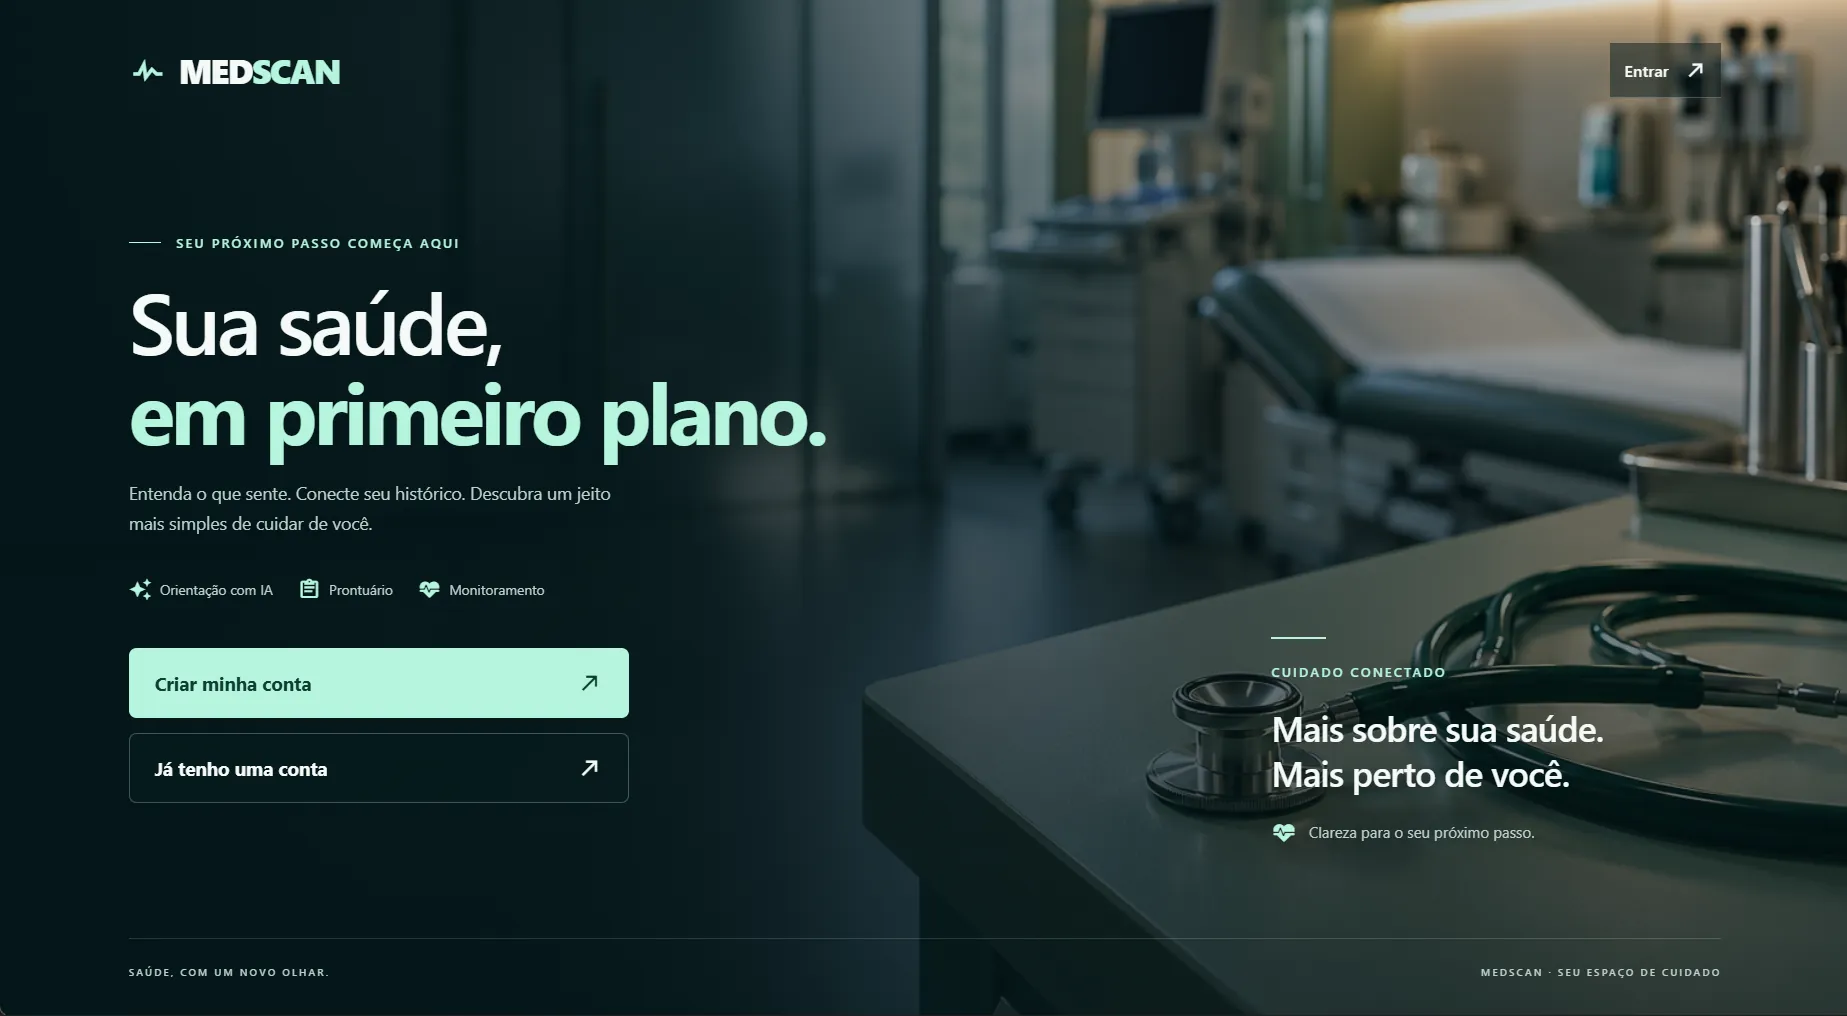 MEDSCAN
Entrar
SEU PRÓXIMO PASSO COMEÇA AQUI
Sua saúde,
em primeiro plano.
Entenda o que sente. Conecte seu histórico. Descubra um jeito
mais simples de cuidar de você.
Orientação com IA
Prontuário
Monitoramento
Criar minha conta
Já tenho uma conta
CUIDADO CONECTADO
Mais sobre sua saúde.
Mais perto de você.
Clareza para o seu próximo passo.
SAÚDE, COM UM NOVO OLHAR.
MEDSCAN · SEU ESPAÇO DE CUIDADO